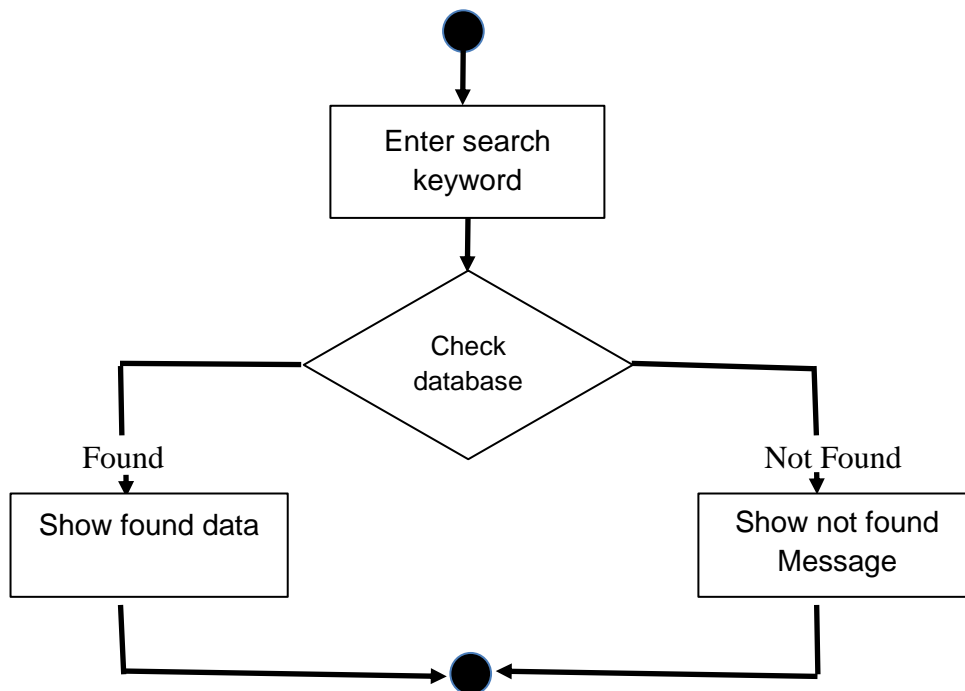 Enter search
keyword
Check
database
Found
Not Found
Show found data
Show not found
Message